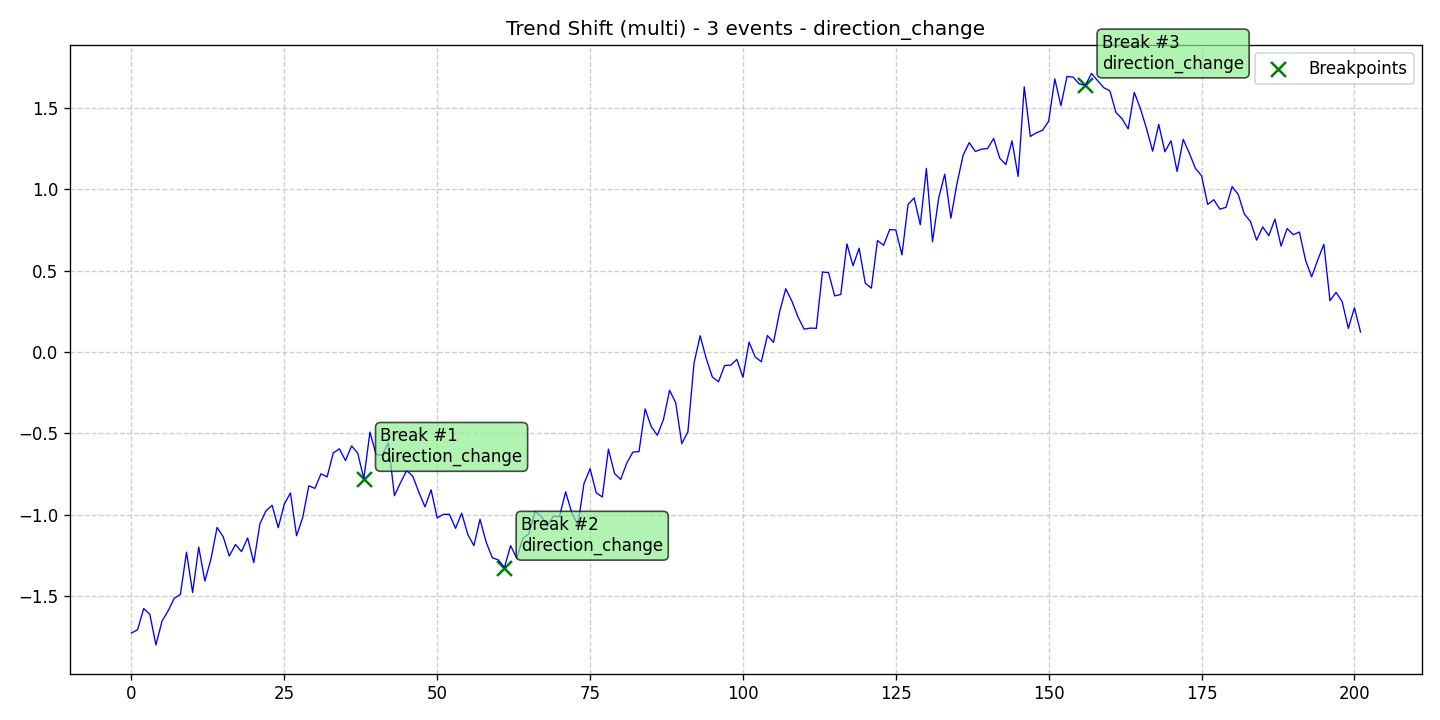 Trend Shift (multi) - 3 events - direction_change
Break #3
direction_change
Breakpoints
1.5
1.0
0.5
0.0
−0.5
−1.0
−1.5
Break #1
direction_change
Break #2
direction_change
0
25
50
75
100
125
150
175
200